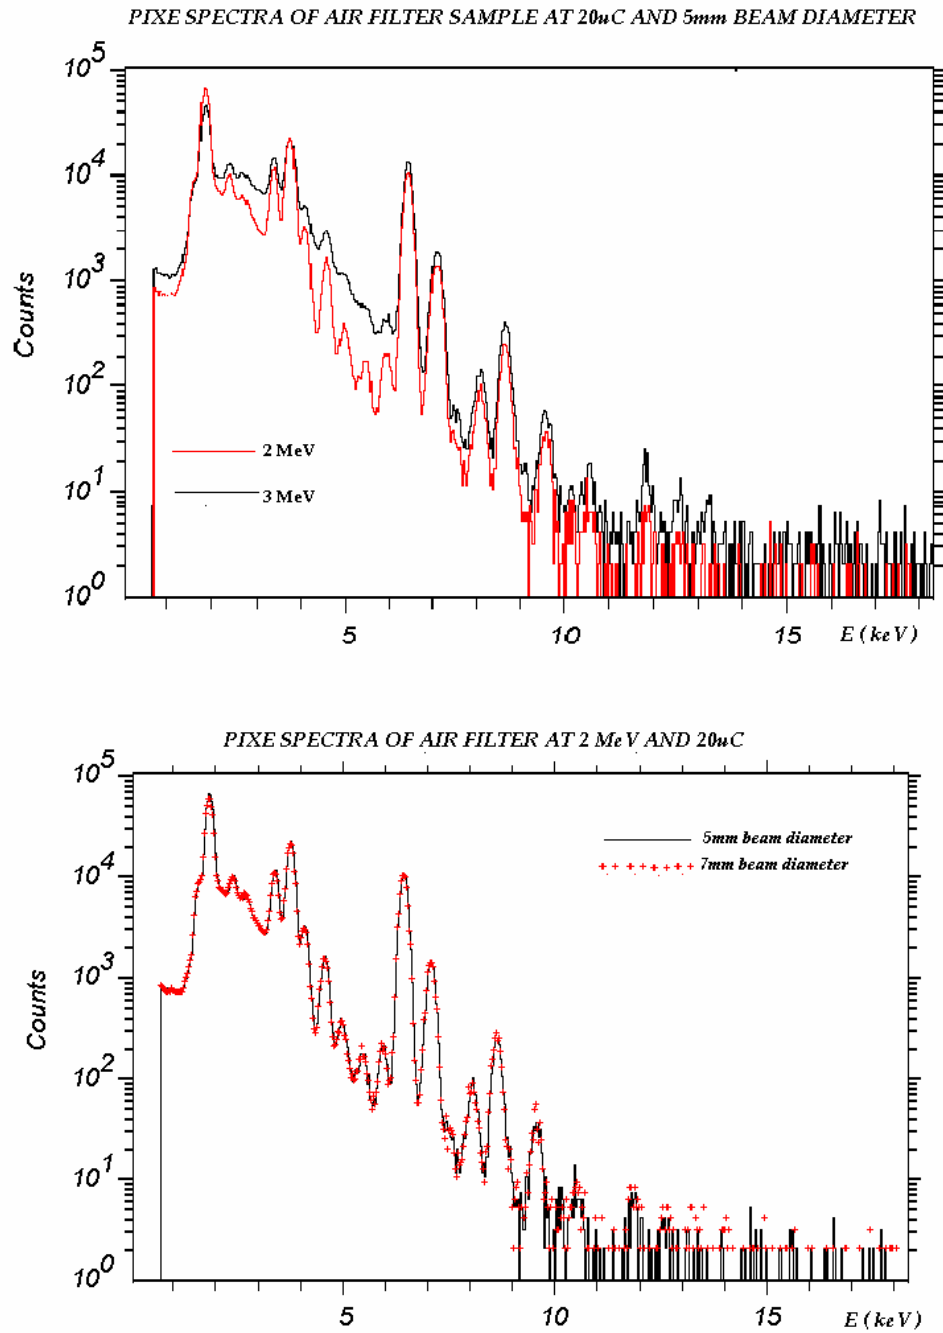 PIXE SPECTRA OF AIR FILTER SAMPLE AT 20uC AND 5mm BEAM DIAMETER
10^5
10^4
10^3
10^2
10^1
10^0
Counts
2 MeV
3 MeV
5
10
15
E (keV)
PIXE SPECTRA OF AIR FILTER AT 2 MeV AND 20uC
10^5
10^4
10^3
10^2
10^1
10^0
Counts
5mm beam diameter
7mm beam diameter
5
10
15
E (keV)